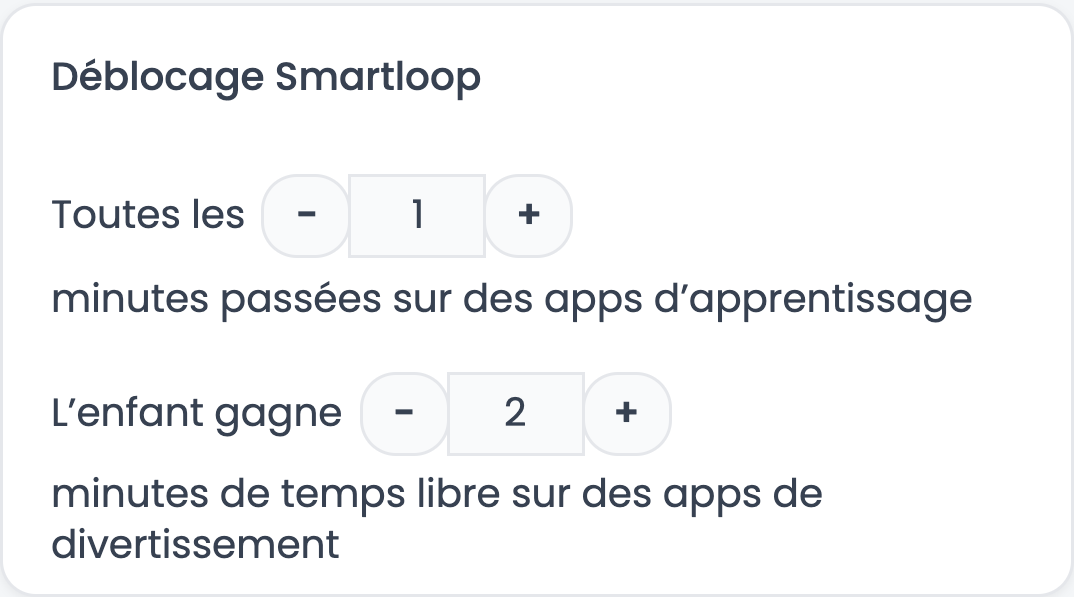 Déblocage Smartloop
Toutes les - 1 +
minutes passées sur des apps d’apprentissage
L’enfant gagne - 2 +
minutes de temps libre sur des apps de
divertissement